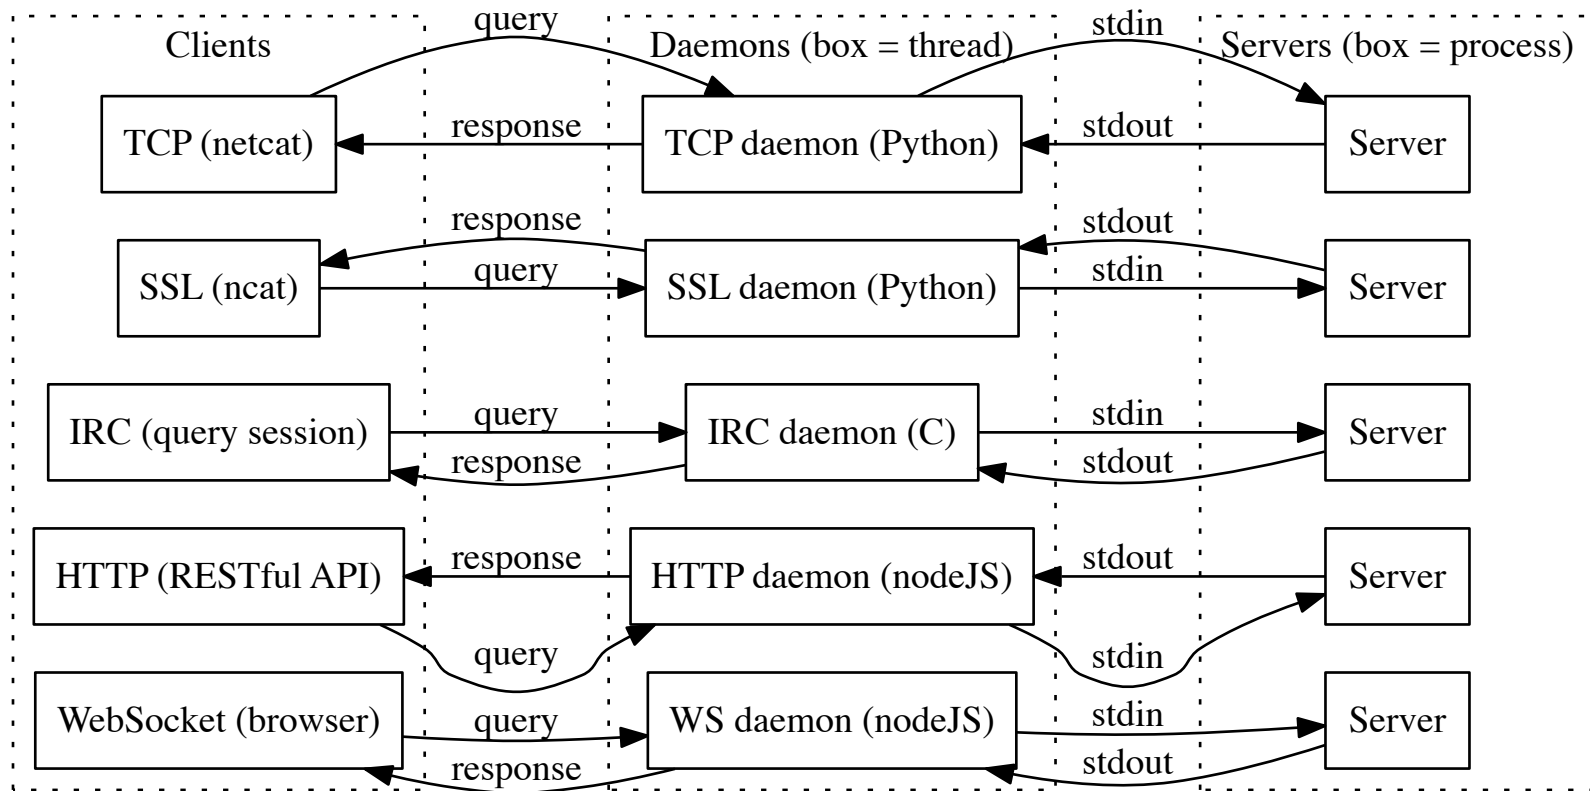 Clients
query
Daemons (box = thread)
stdin
Servers (box = process)
TCP (netcat)
response
TCP daemon (Python)
stdout
Server
response
stdout
SSL (ncat)
query
SSL daemon (Python)
stdin
Server
IRC (query session)
query
response
IRC daemon (C)
stdin
stdout
Server
HTTP (RESTful API)
response
query
HTTP daemon (nodeJS)
stdout
stdin
Server
WebSocket (browser)
query
response
WS daemon (nodeJS)
stdin
stdout
Server